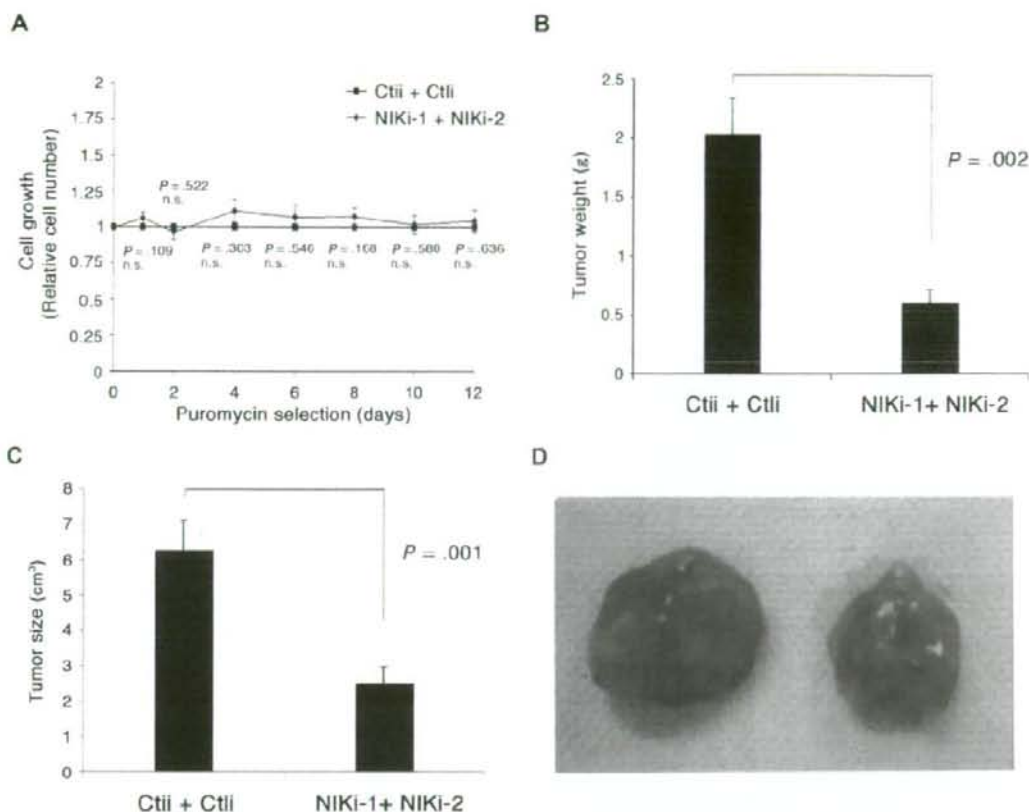 A
Cell growth
(Relative cell number)
2
1.75
1.5
1.25
1
0.75
0.5
0.25
0
Ctii + Ctli
NIKi-1 + NIKi-2
P = .522
n.s.
P = .109
n.s.
P = .303
n.s.
P = .546
n.s.
P = .168
n.s.
n.s.
P = .636
n.s.
0 2 4 6 8 10 12
Puromycin selection (days)
B
Tumor weight (g)
2.5
2
1.5
1
0.5
0
P = .002
Ctii + Ctli NIKi-1+ NIKi-2
C
Tumor size (cm³)
8
7
6
5
4
3
2
1
0
P = .001
Ctii + Ctli NIKi-1+ NIKi-2
D